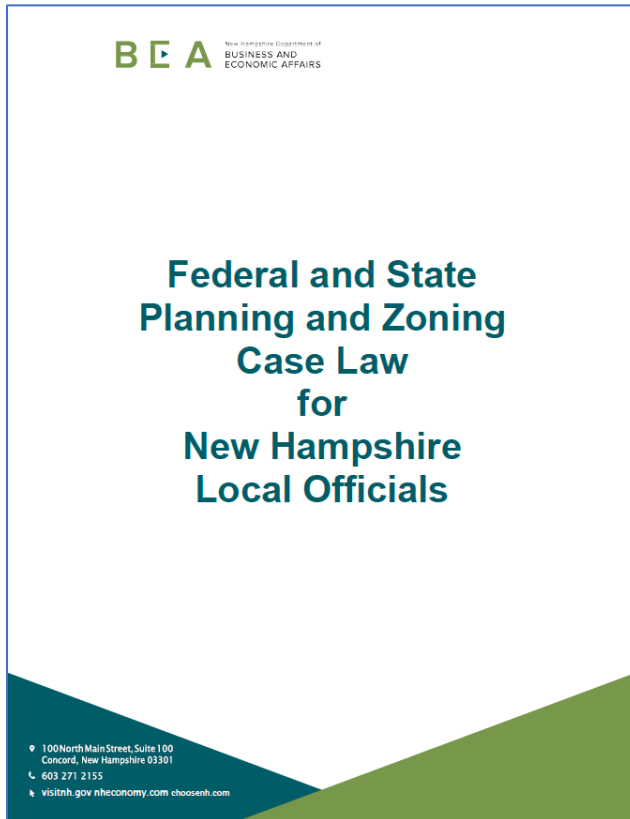 BEA
New Hampshire Department of
BUSINESS AND
ECONOMIC AFFAIRS
Federal and State
Planning and Zoning
Case Law
for
New Hampshire
Local Officials
100 North Main Street, Suite 100
Concord, New Hampshire 03301
603 271 2155
visitnh.gov nheconomy.com choosenh.com